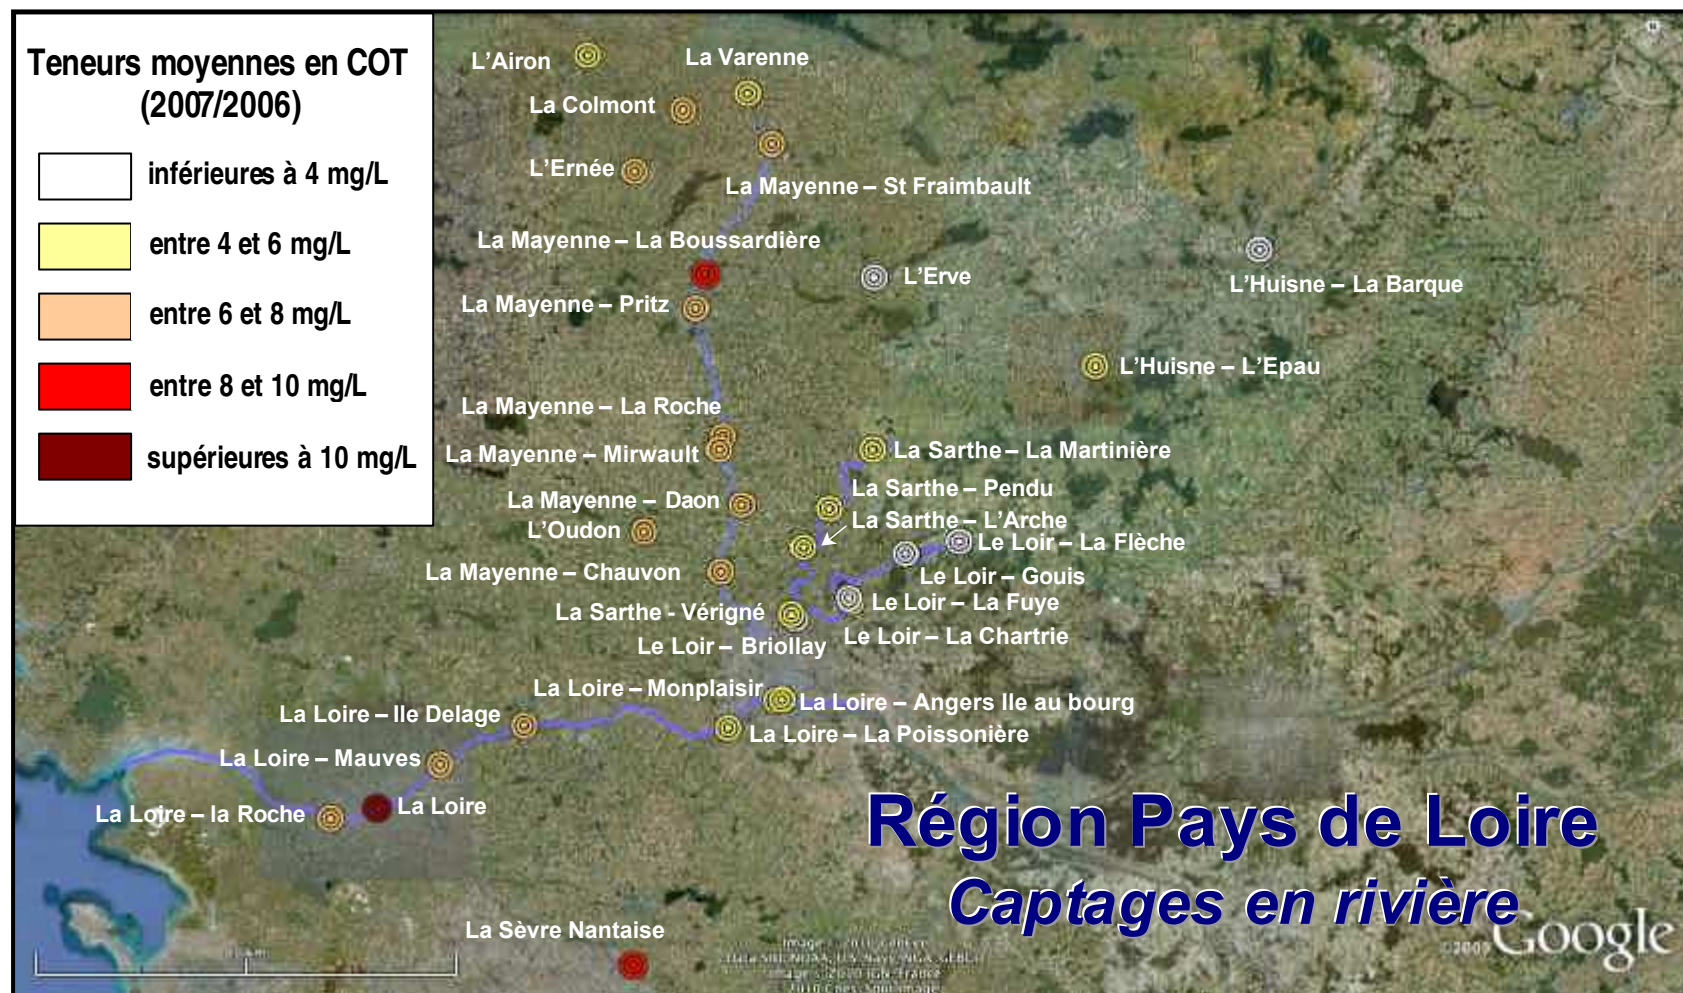 Teneurs moyennes en COT
(2007/2006)
inférieures à 4 mg/L
entre 4 et 6 mg/L
entre 6 et 8 mg/L
entre 8 et 10 mg/L
supérieures à 10 mg/L
L'Airon
La Varenne
La Colmont
L'Ernée
La Mayenne – St Fraimbault
La Mayenne – La Boussardière
L'Erve
L'Huisne – La Barque
La Mayenne – Pritz
L'Huisne – L'Epau
La Mayenne – La Roche
La Mayenne – Mirwault
La Sarthe – La Martinière
La Mayenne – Daon
La Sarthe – Pendu
L'Oudon
La Sarthe – L'Arche
Le Loir – La Flèche
La Mayenne – Chauvon
Le Loir – Gouis
La Sarthe - Vérigné
Le Loir – La Fuye
Le Loir – Briollay
Le Loir – La Chartrie
La Loire – Monplaisir
La Loire – Angers Ile au bourg
La Loire – Ile Delage
La Loire – La Poissonière
La Loire – Mauves
La Loire – la Roche
La Loire
Région Pays de Loire
Captages en rivière
La Sèvre Nantaise
©2009 Google